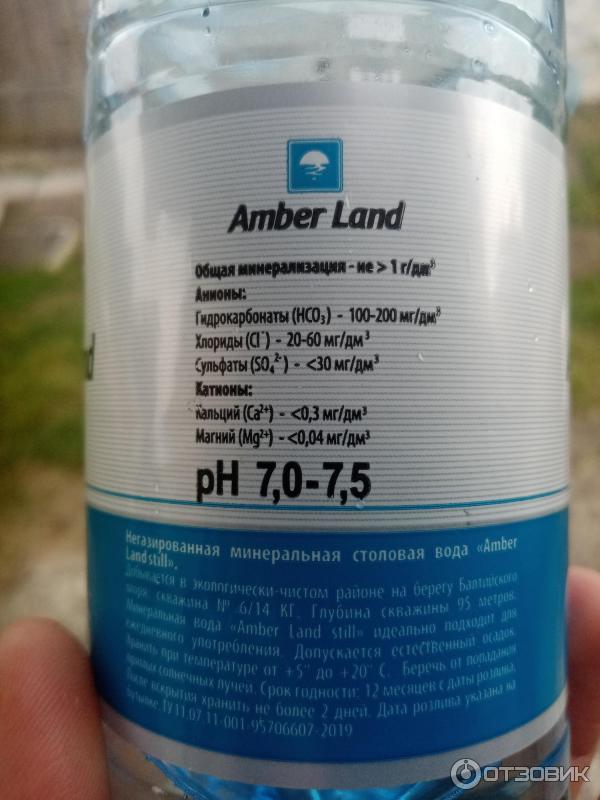 Amber Land
Общая минерализация - не > 1 г/дм³
Анионы:
Гидрокарбонаты (HCO₃) - 100-200 мг/дм³
Хлориды (Cl⁻) - 20-60 мг/дм³
Сульфаты (SO₄²⁻) - <30 мг/дм³
Катионы:
Кальций (Ca²⁺) - <0,3 мг/дм³
Магний (Mg²⁺) - <0,04 мг/дм³
pH 7,0-7,5
Негазированная минеральная столовая вода «Amber
Land still».
Добывается в экологически-чистом районе на берегу Балтийского
моря: скважина № 6/14 КГ. Глубина скважины 95 метров.
Минеральная вода «Amber Land still» идеально подходит для
ежедневного употребления. Допускается естественный осадок.
Хранить при температуре от +5° до +20° С. Беречь от попадания
прямых солнечных лучей. Срок годности: 12 месяцев с даты розлива.
После вскрытия хранить не более 2 дней. Дата розлива указана на
бутылке. ТУ 11.07.11-001-95706607-2019
ОТЗОВИК